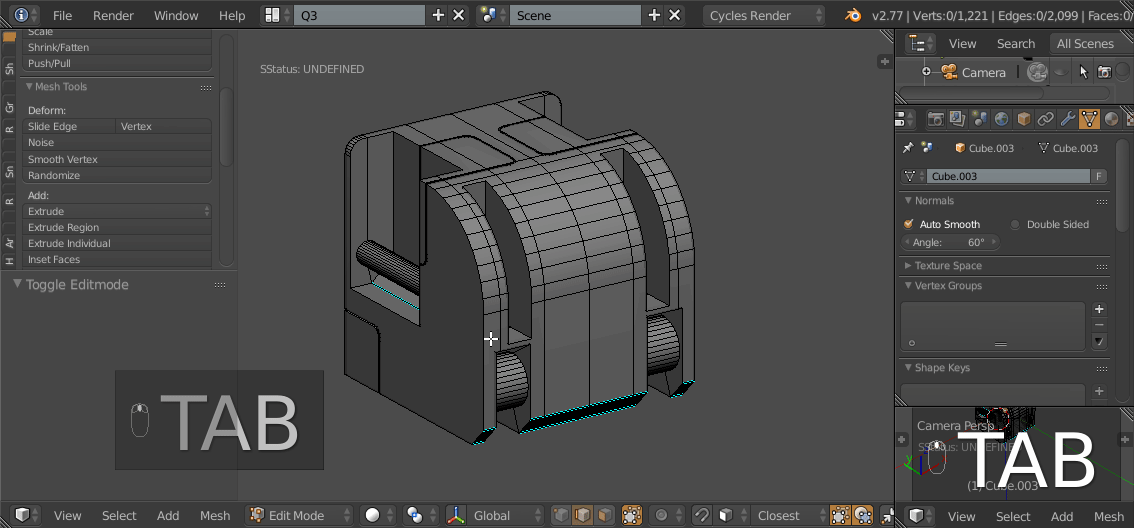 File Render Window Help Q3 Scene Cycles Render v2.77 | Verts:0/1,221 | Edges:0/2,099 | Faces:0/
Scale
Shrink/Fatten
Push/Pull
Mesh Tools
Deform:
Slide Edge Vertex
Noise
Smooth Vertex
Randomize
Add:
Extrude
Extrude Region
Extrude Individual
Inset Faces
Toggle Editmode
Sh
Gr
R
Sn
R
Ar
H
SStatus: UNDEFINED
TAB
View Select Add Mesh Edit Mode Global Closest
View Search All Scenes
Camera
Cube.003 Cube.003
Cube.003 F
Normals
Auto Smooth Double Sided
Angle: 60°
Texture Space
Vertex Groups
Shape Keys
Camera Persp
SStatus: UNDEFINE
TAB
(1) Cube.003
View Select Add Mesh